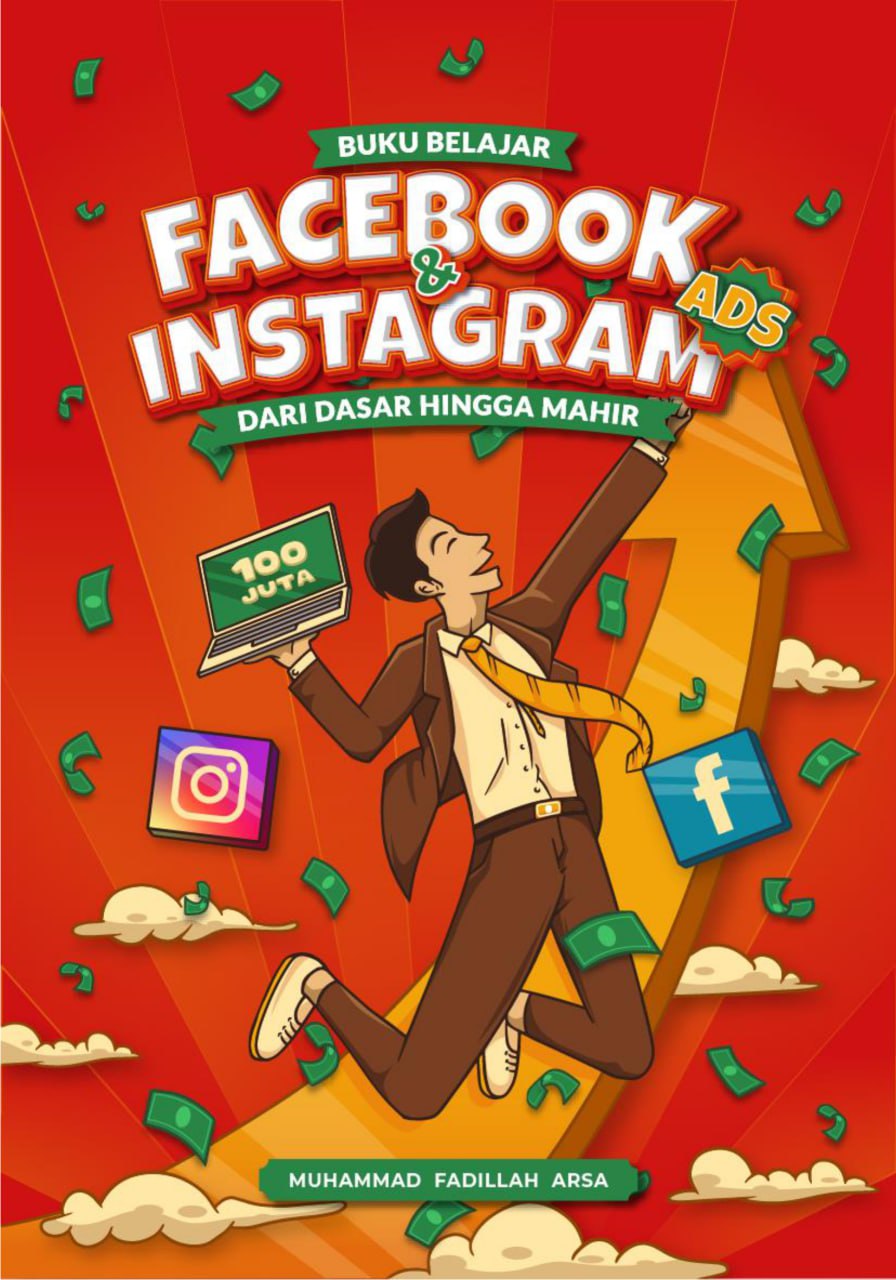 BUKU BELAJAR
FACEBOOK
&
INSTAGRAM
ADS
DARI DASAR HINGGA MAHIR
100
JUTA
f
MUHAMMAD FADILLAH ARSA